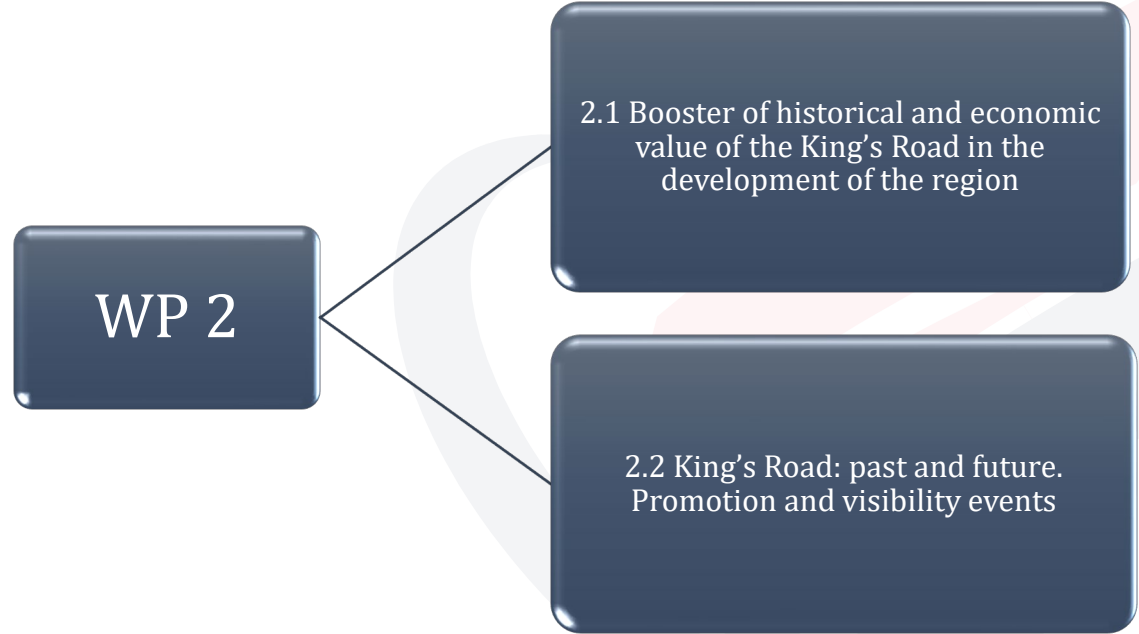 WP 2
2.1 Booster of historical and economic
value of the King’s Road in the
development of the region
2.2 King’s Road: past and future.
Promotion and visibility events